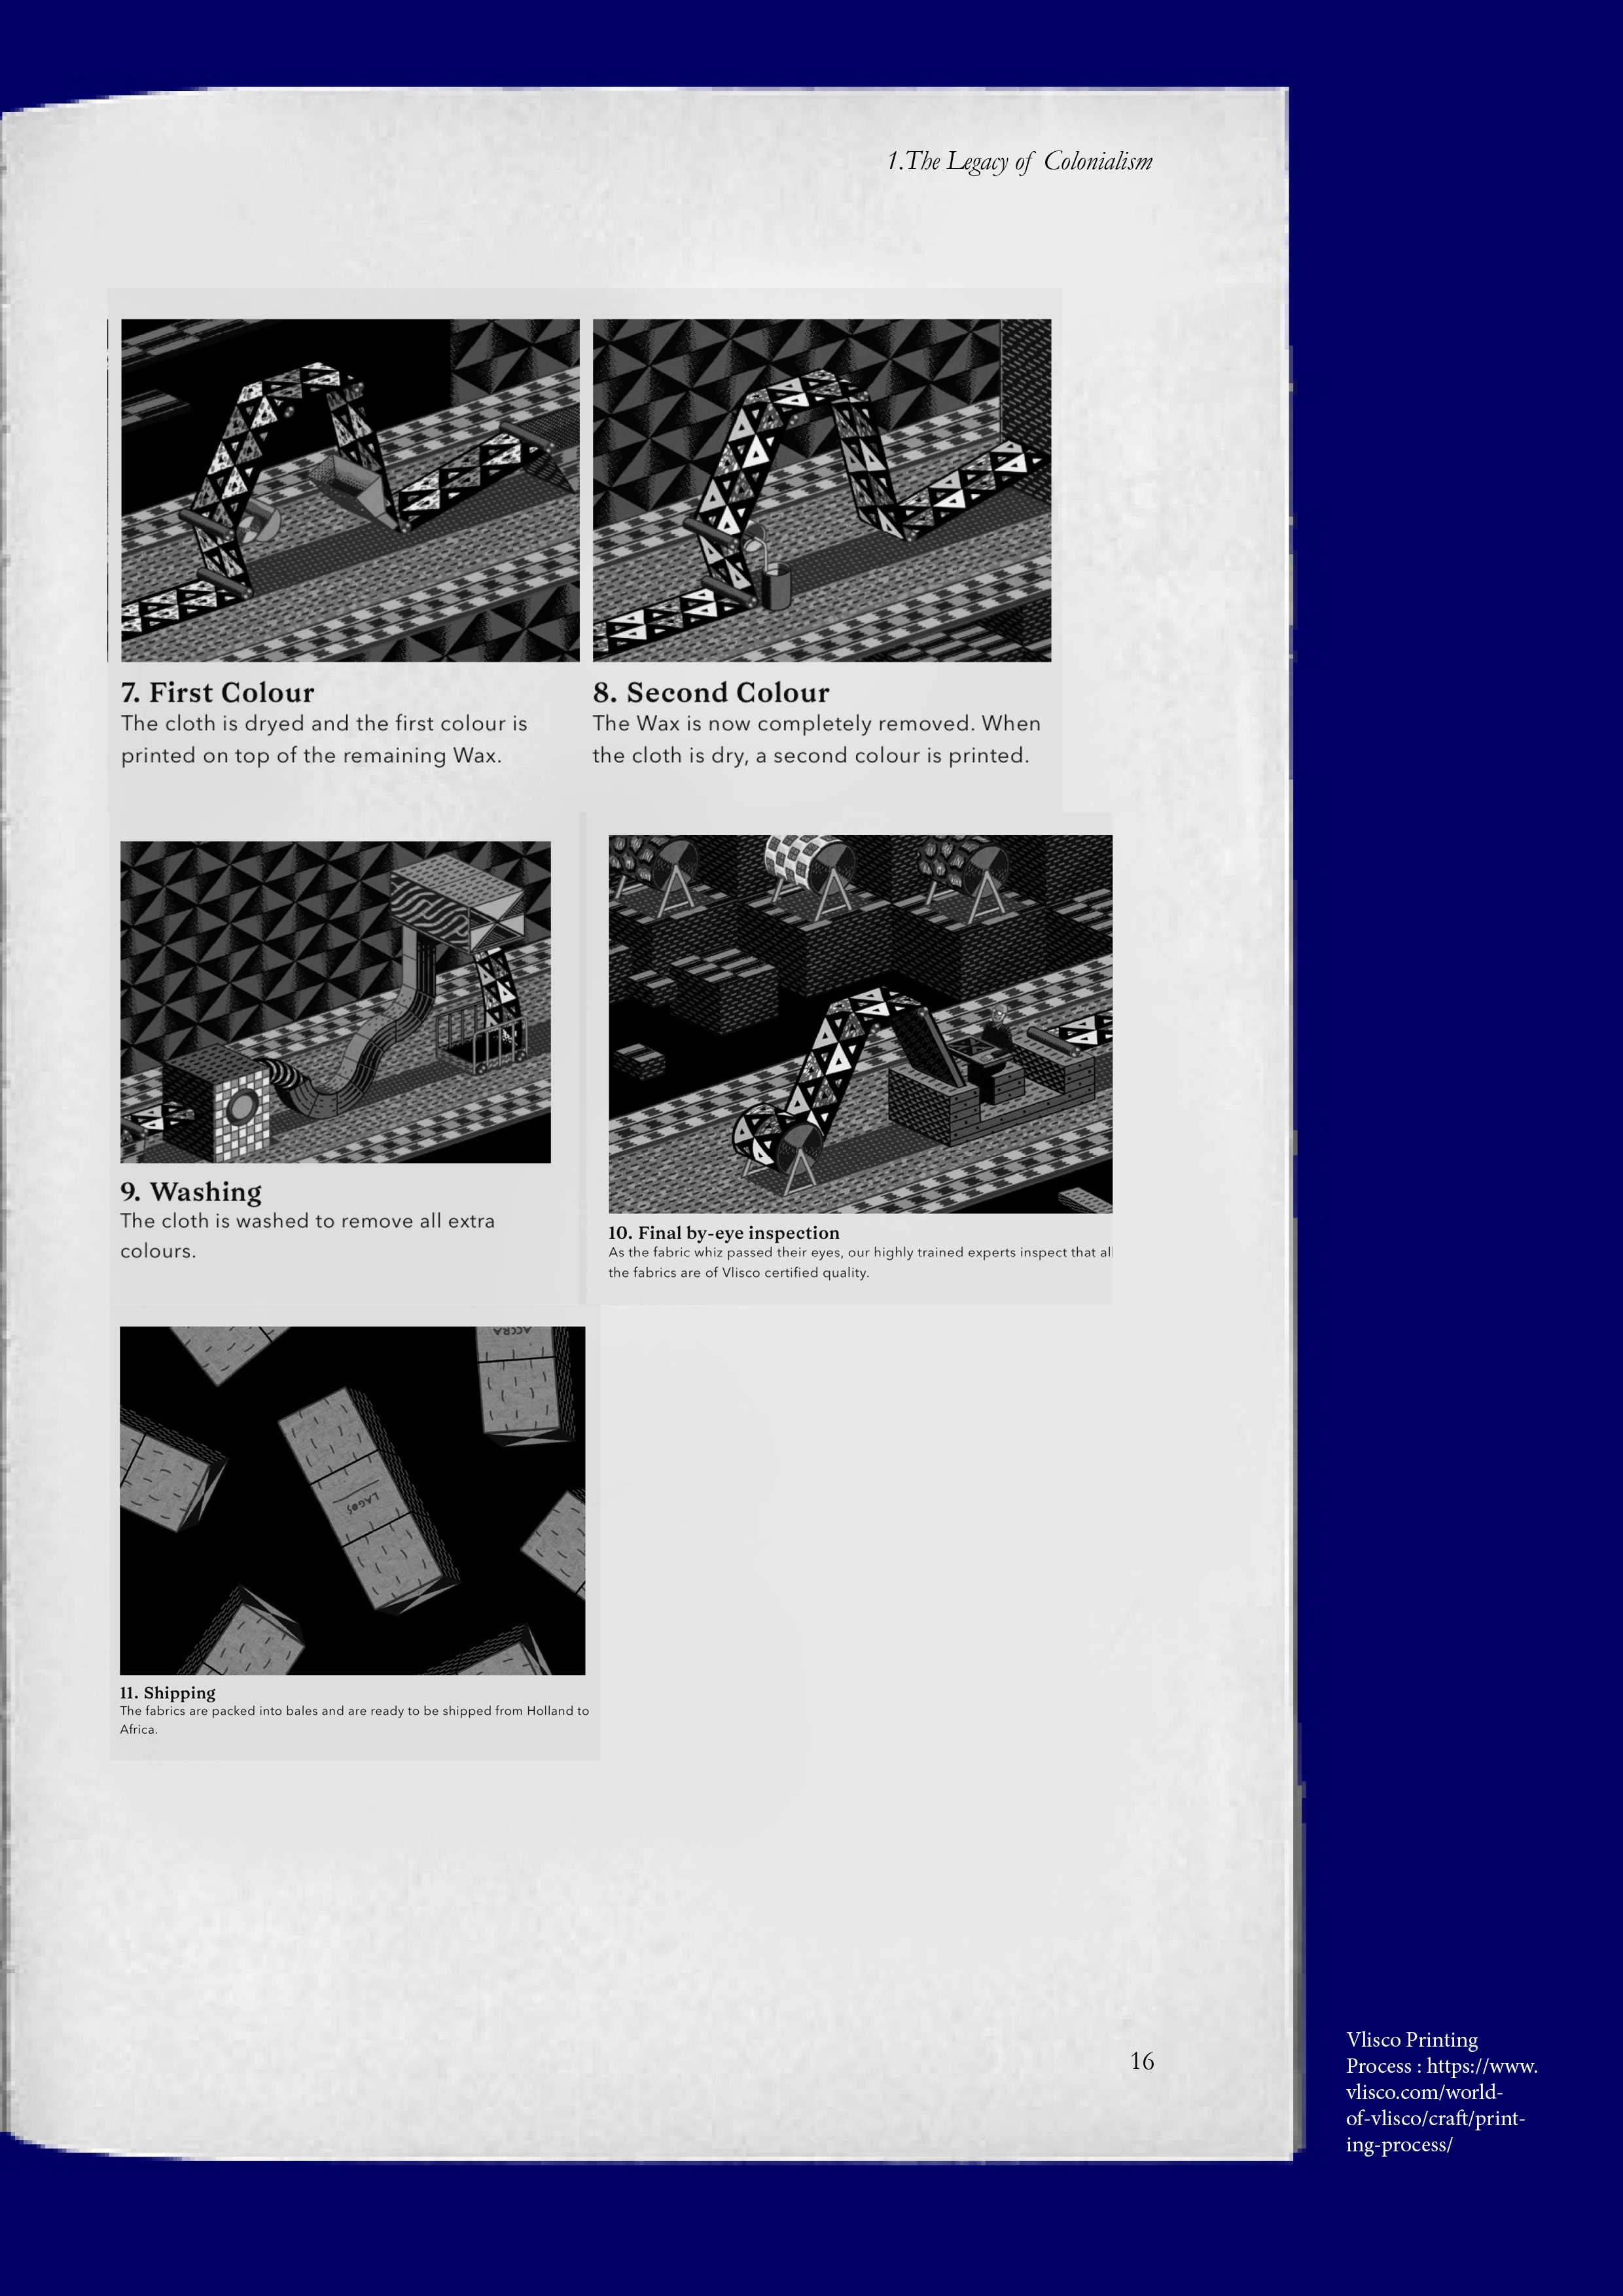 1.The Legacy of Colonialism
7. First Colour
The cloth is dryed and the first colour is
printed on top of the remaining Wax.
8. Second Colour
The Wax is now completely removed. When
the cloth is dry, a second colour is printed.
9. Washing
The cloth is washed to remove all extra
colours.
10. Final by-eye inspection
As the fabric whiz passed their eyes, our highly trained experts inspect that all
the fabrics are of Vlisco certified quality.
ACCRA
LAGOS
11. Shipping
The fabrics are packed into bales and are ready to be shipped from Holland to
Africa.
16
Vlisco Printing
Process : https://www.
vlisco.com/world-
of-vlisco/craft/print-
ing-process/